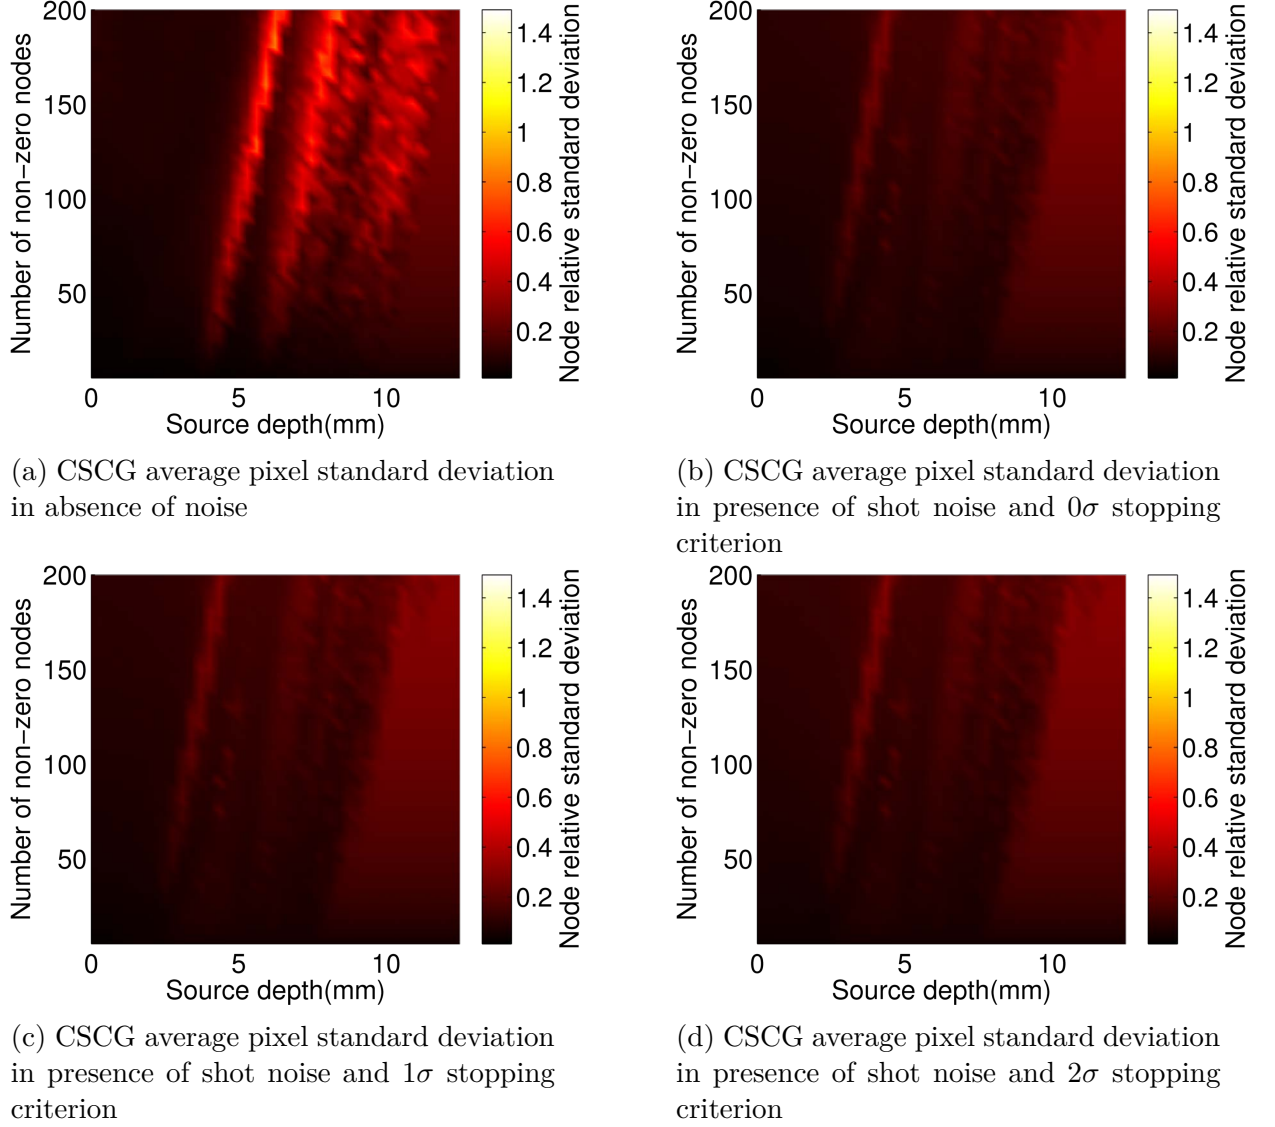 200
150
100
50
0
5
10
Source depth(mm)
Number of non-zero nodes
1.4
1.2
1
0.8
0.6
0.4
0.2
Node relative standard deviation
(a) CSCG average pixel standard deviation
in absence of noise
200
150
100
50
0
5
10
Source depth(mm)
Number of non-zero nodes
1.4
1.2
1
0.8
0.6
0.4
0.2
Node relative standard deviation
(b) CSCG average pixel standard deviation
in presence of shot noise and 0σ stopping
criterion
200
150
100
50
0
5
10
Source depth(mm)
Number of non-zero nodes
1.4
1.2
1
0.8
0.6
0.4
0.2
Node relative standard deviation
(c) CSCG average pixel standard deviation
in presence of shot noise and 1σ stopping
criterion
200
150
100
50
0
5
10
Source depth(mm)
Number of non-zero nodes
1.4
1.2
1
0.8
0.6
0.4
0.2
Node relative standard deviation
(d) CSCG average pixel standard deviation
in presence of shot noise and 2σ stopping
criterion